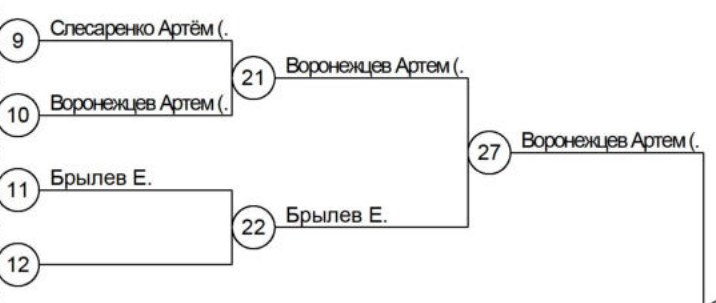 9
Слесаренко Артём (.
21
Воронежцев Артем (.
10
Воронежцев Артем (.
27
Воронежцев Артем (.
11
Брылев Е.
22
Брылев Е.
12